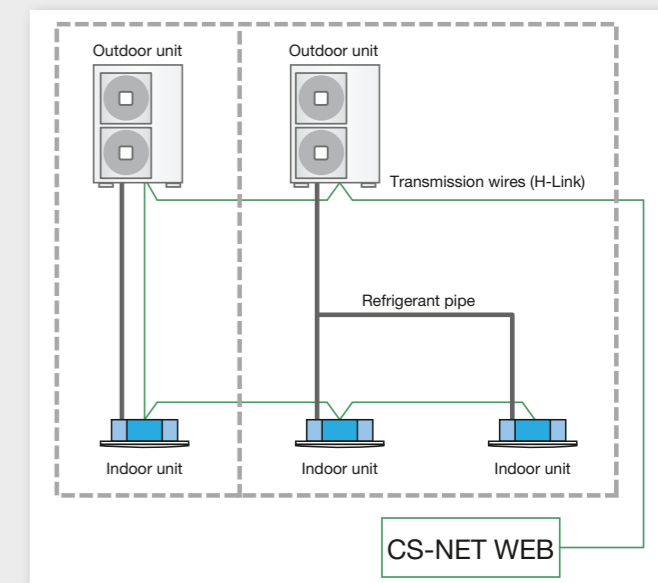 Outdoor unit
Outdoor unit
Transmission wires (H-Link)
Refrigerant pipe
Indoor unit
Indoor unit
Indoor unit
CS-NET WEB